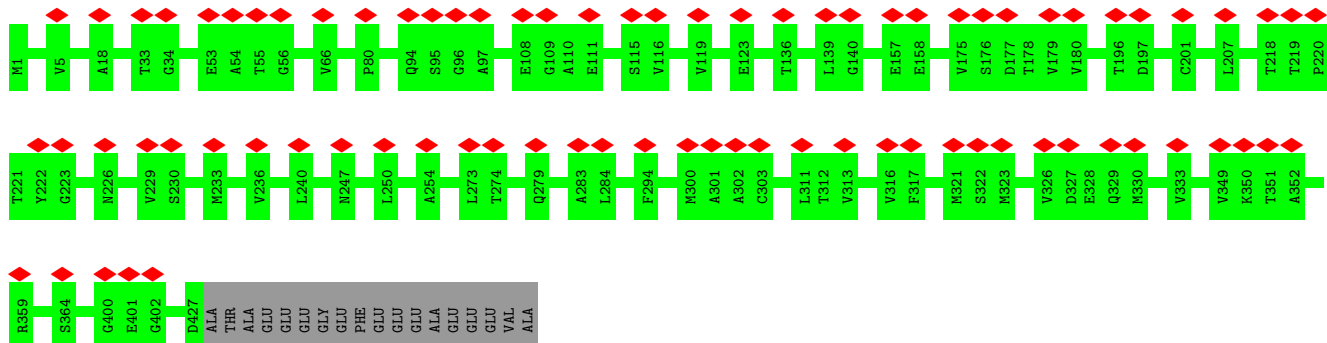 M1 V5 A18 T33 G34 E53 A54 T55 G56 V66 P80 Q94 S95 G96 A97 E108 G109 A110 E111 S115 V116 V119 E123 T136 L139 G140 E157 E158 V175 S176 D177 T178 V179 V180 T196 D197 C201 L207 T218 T219 P220
T221 Y222 G223 N226 V229 S230 M233 V236 L240 N247 L250 A254 L273 T274 Q279 A283 L284 F294 M300 A301 A302 C303 L311 T312 V313 V316 F317 M321 S322 M323 V326 D327 E328 Q329 M330 V333 V349 K350 T351 A352
R359 S364 G400 E401 G402 D427 ALA THR ALA GLU GLU GLU GLY GLU PHE GLU GLU GLU ALA GLU GLU GLU VAL ALA